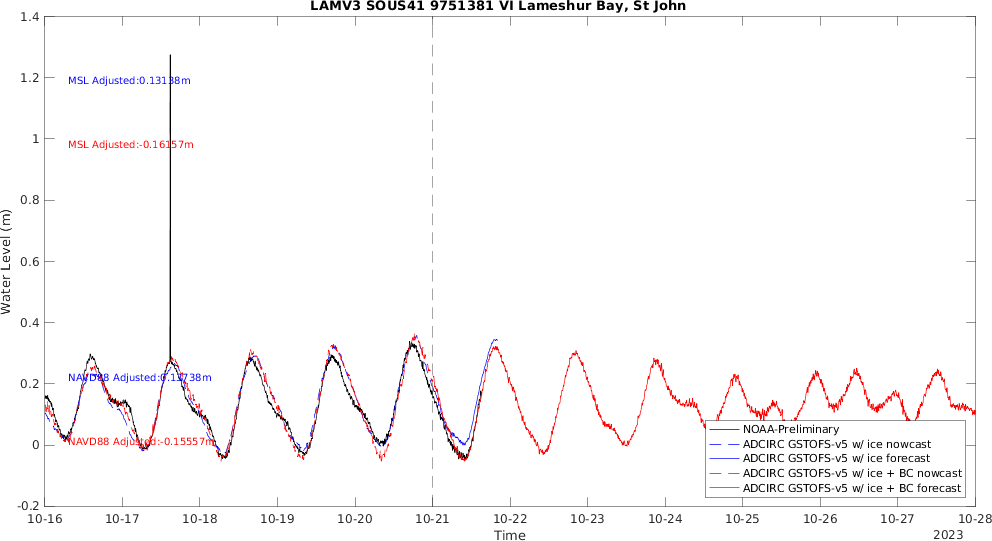 LAMV3 SOUS41 9751381 VI Lameshur Bay, St John
1.4
1.2
1
0.8
0.6
0.4
0.2
0
-0.2
Water Level (m)
MSL Adjusted:0.13138m
MSL Adjusted:-0.16157m
NAVD88 Adjusted:0.13738m
NAVD88 Adjusted:-0.15557m
NOAA-Preliminary
ADCIRC GSTOFS-v5 w/ ice nowcast
ADCIRC GSTOFS-v5 w/ ice forecast
ADCIRC GSTOFS-v5 w/ ice + BC nowcast
ADCIRC GSTOFS-v5 w/ ice + BC forecast
10-16 10-17 10-18 10-19 10-20 10-21 10-22 10-23 10-24 10-25 10-26 10-27 10-28
Time
2023